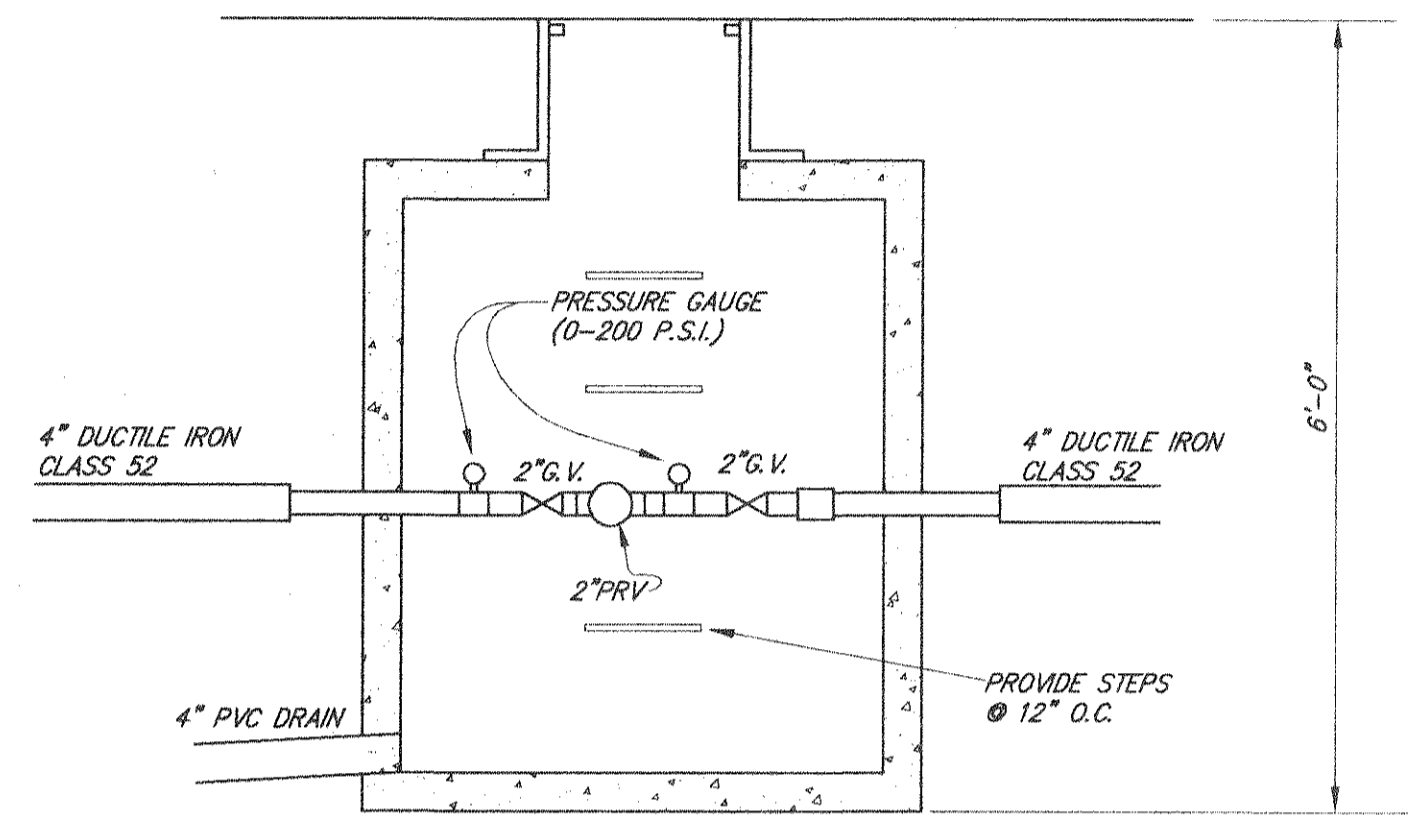 PRESSURE GAUGE
(0-200 P.S.I.)
6'-0"
4" DUCTILE IRON
CLASS 52
2"G.V.
2"G.V.
4" DUCTILE IRON
CLASS 52
2"PRV
PROVIDE STEPS
@ 12" O.C.
4" PVC DRAIN